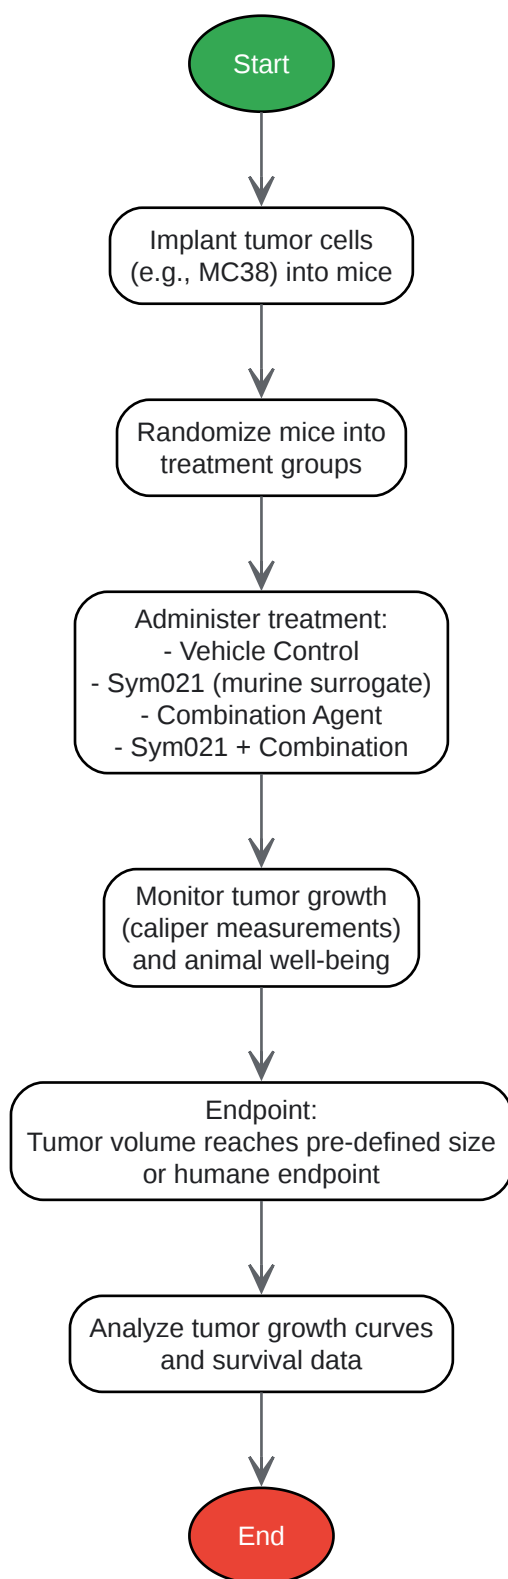 Start
Implant tumor cells
(e.g., MC38) into mice
Randomize mice into
treatment groups
Administer treatment:
- Vehicle Control
- Sym021 (murine surrogate)
- Combination Agent
- Sym021 + Combination
Monitor tumor growth
(caliper measurements)
and animal well-being
Endpoint:
Tumor volume reaches pre-defined size
or humane endpoint
Analyze tumor growth curves
and survival data
End